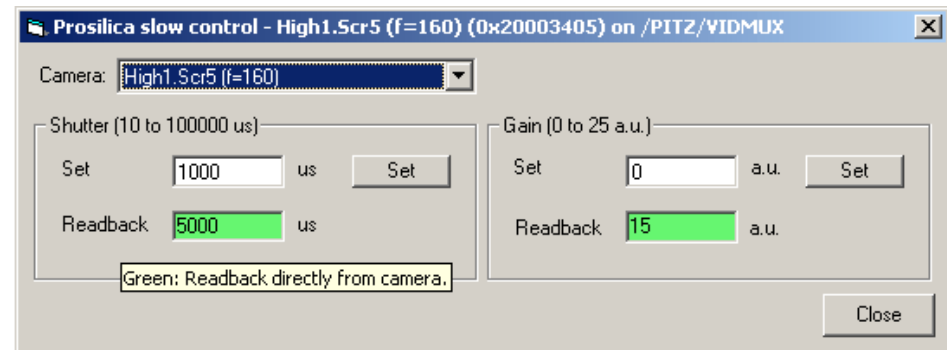 Prosilica slow control - High1.Scr5 (f=160) (0x20003405) on /PITZ/VIDMUX
Camera: High1.Scr5 (f=160)
Shutter (10 to 100000 us)
Set 1000 us Set
Readback 5000 us
Green: Readback directly from camera.
Gain (0 to 25 a.u.)
Set 0 a.u. Set
Readback 15 a.u.
Close